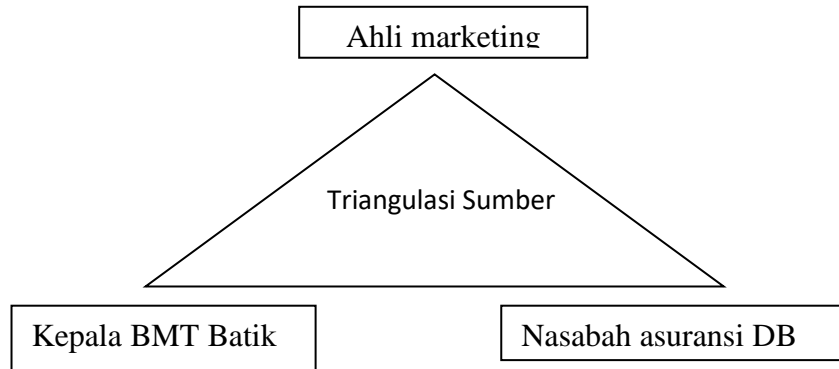 Ahli marketing
Triangulasi Sumber
Kepala BMT Batik
Nasabah asuransi DB